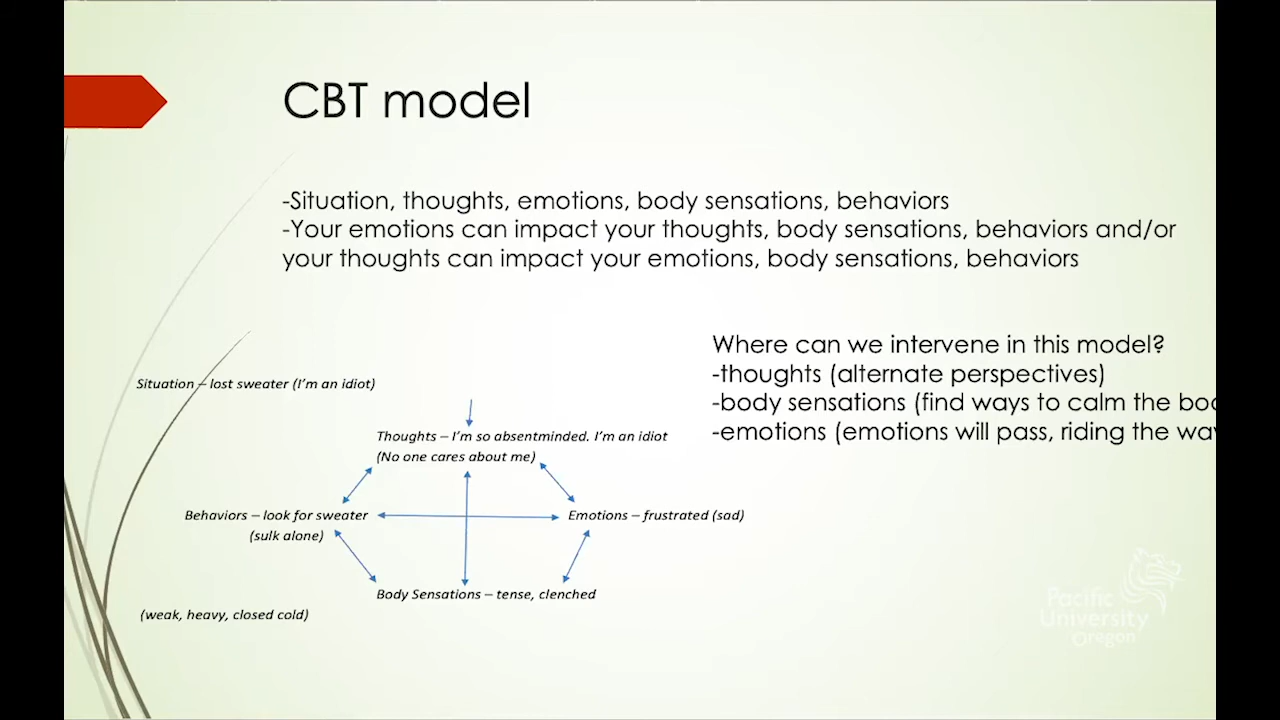 CBT model
-Situation, thoughts, emotions, body sensations, behaviors
-Your emotions can impact your thoughts, body sensations, behaviors and/or
your thoughts can impact your emotions, body sensations, behaviors
Where can we intervene in this model?
-thoughts (alternate perspectives)
-body sensations (find ways to calm the
-emotions (emotions will pass, riding the
Situation – lost sweater (I'm an idiot)
Thoughts – I'm so absentminded. I'm an idiot
(No one cares about me)
Behaviors – look for sweater
(sulk alone)
Emotions – frustrated (sad)
Body Sensations – tense, clenched
(weak, heavy, closed cold)
Pacific
University
Oregon